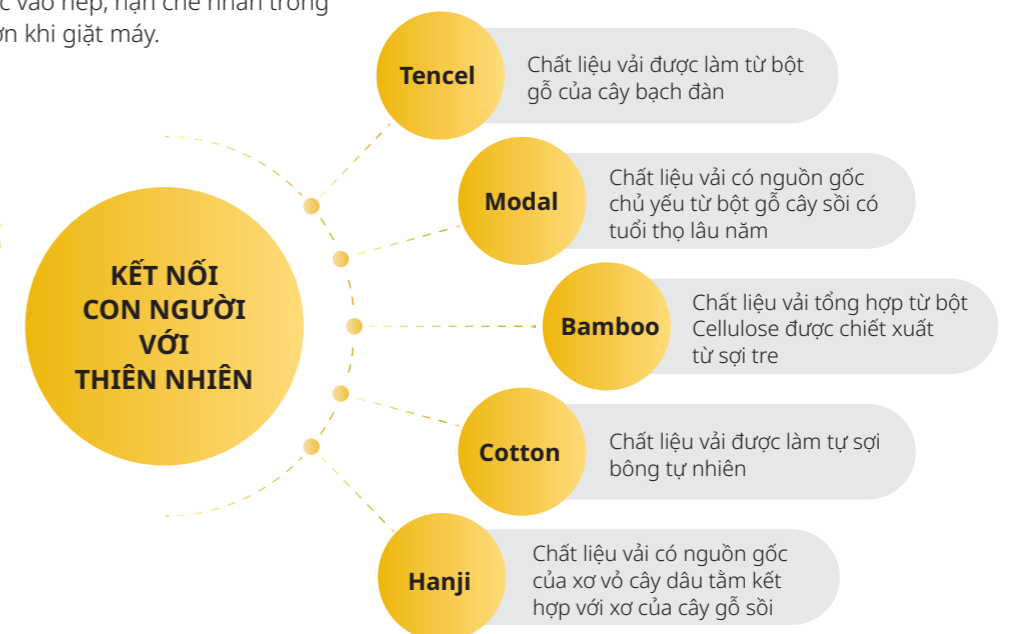 vào nếp, hạn chế nhăn trong
khi giặt máy.
Tencel
Chất liệu vải được làm từ bột
gỗ của cây bạch đàn
Modal
Chất liệu vải có nguồn gốc
chủ yếu từ bột gỗ cây sồi có
tuổi thọ lâu năm
KẾT NỐI
CON NGƯỜI
VỚI
THIÊN NHIÊN
Bamboo
Chất liệu vải tổng hợp từ bột
Cellulose được chiết xuất
từ sợi tre
Cotton
Chất liệu vải được làm tự sợi
bông tự nhiên
Hanji
Chất liệu vải có nguồn gốc
của xơ vỏ cây dâu tằm kết
hợp với xơ của cây gỗ sồi